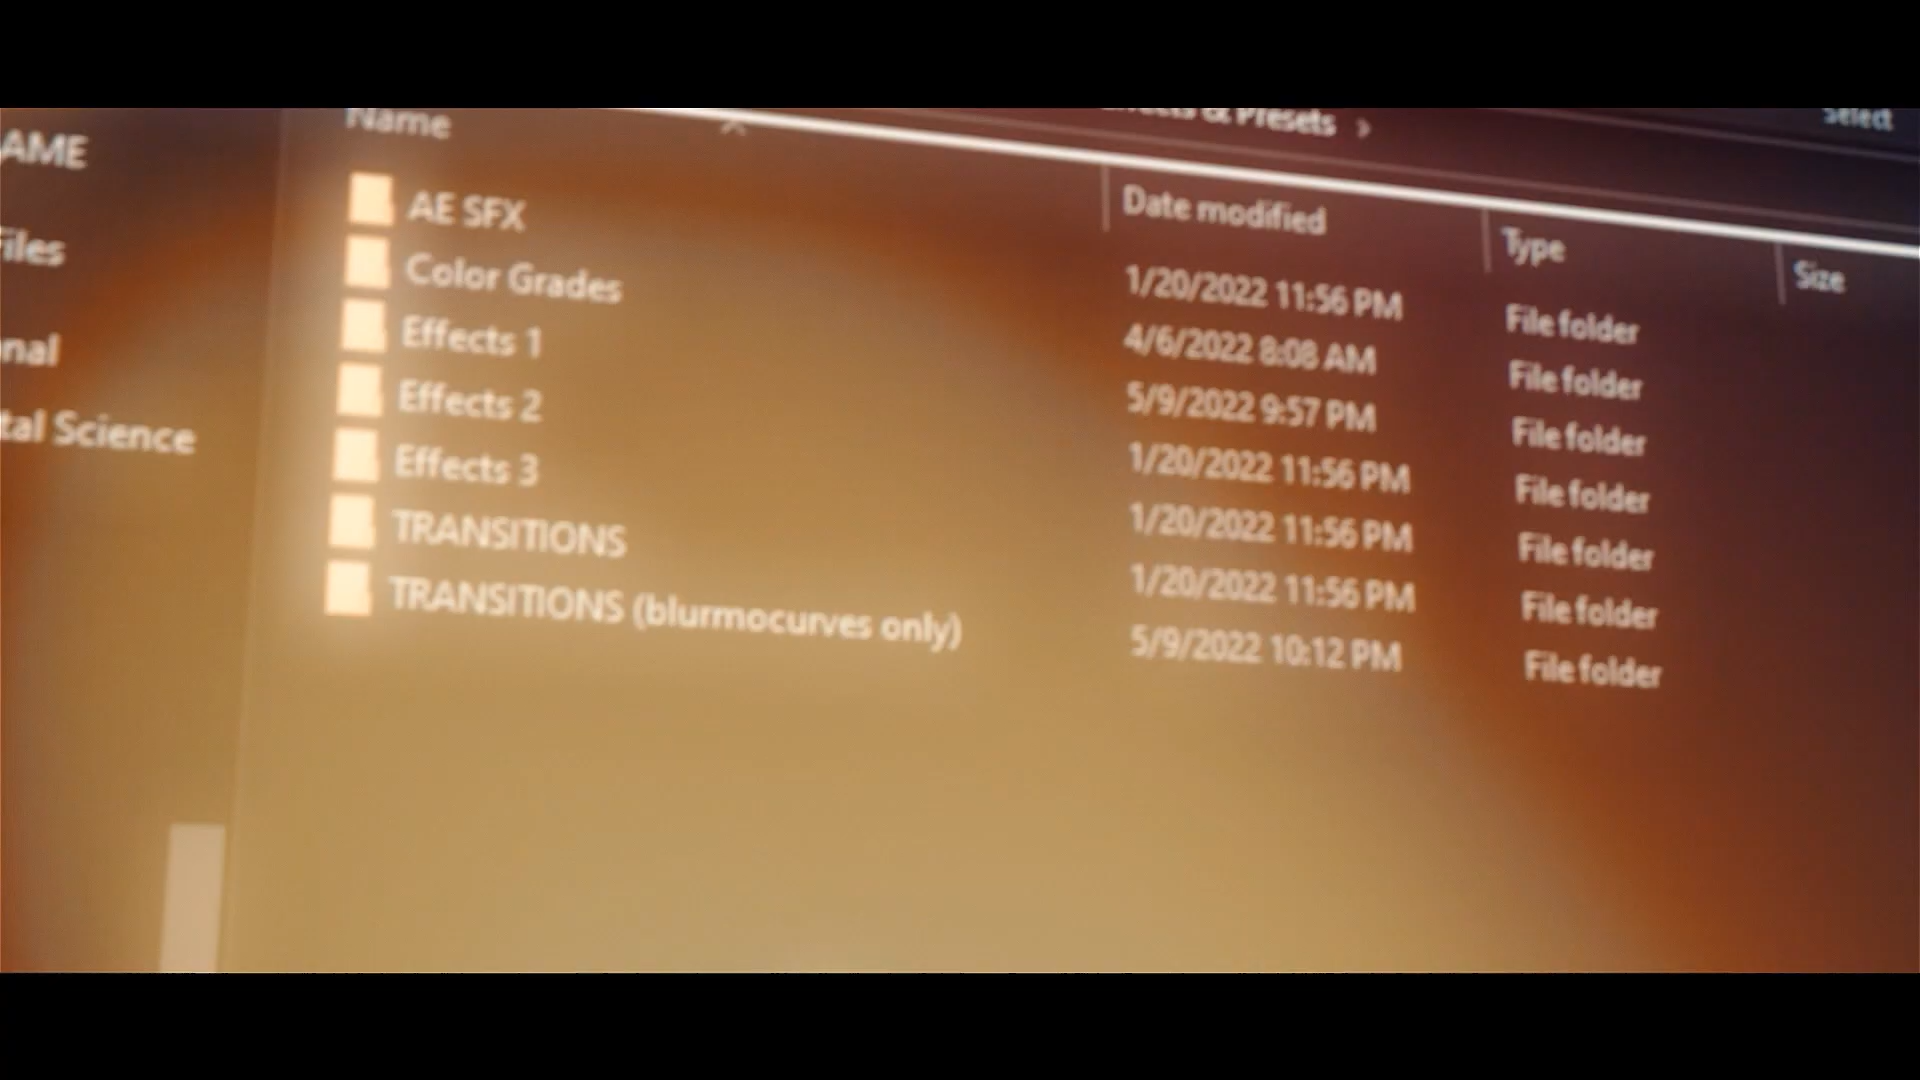 AME
Files
nal
tal Science
Effects & Presets
Select
Name
Date modified
Type
Size
AE SFX
1/20/2022 11:56 PM
File folder
Color Grades
4/6/2022 8:08 AM
File folder
Effects 1
5/9/2022 9:57 PM
File folder
Effects 2
1/20/2022 11:56 PM
File folder
Effects 3
1/20/2022 11:56 PM
File folder
TRANSITIONS
1/20/2022 11:56 PM
File folder
TRANSITIONS (blurmocurves only)
5/9/2022 10:12 PM
File folder